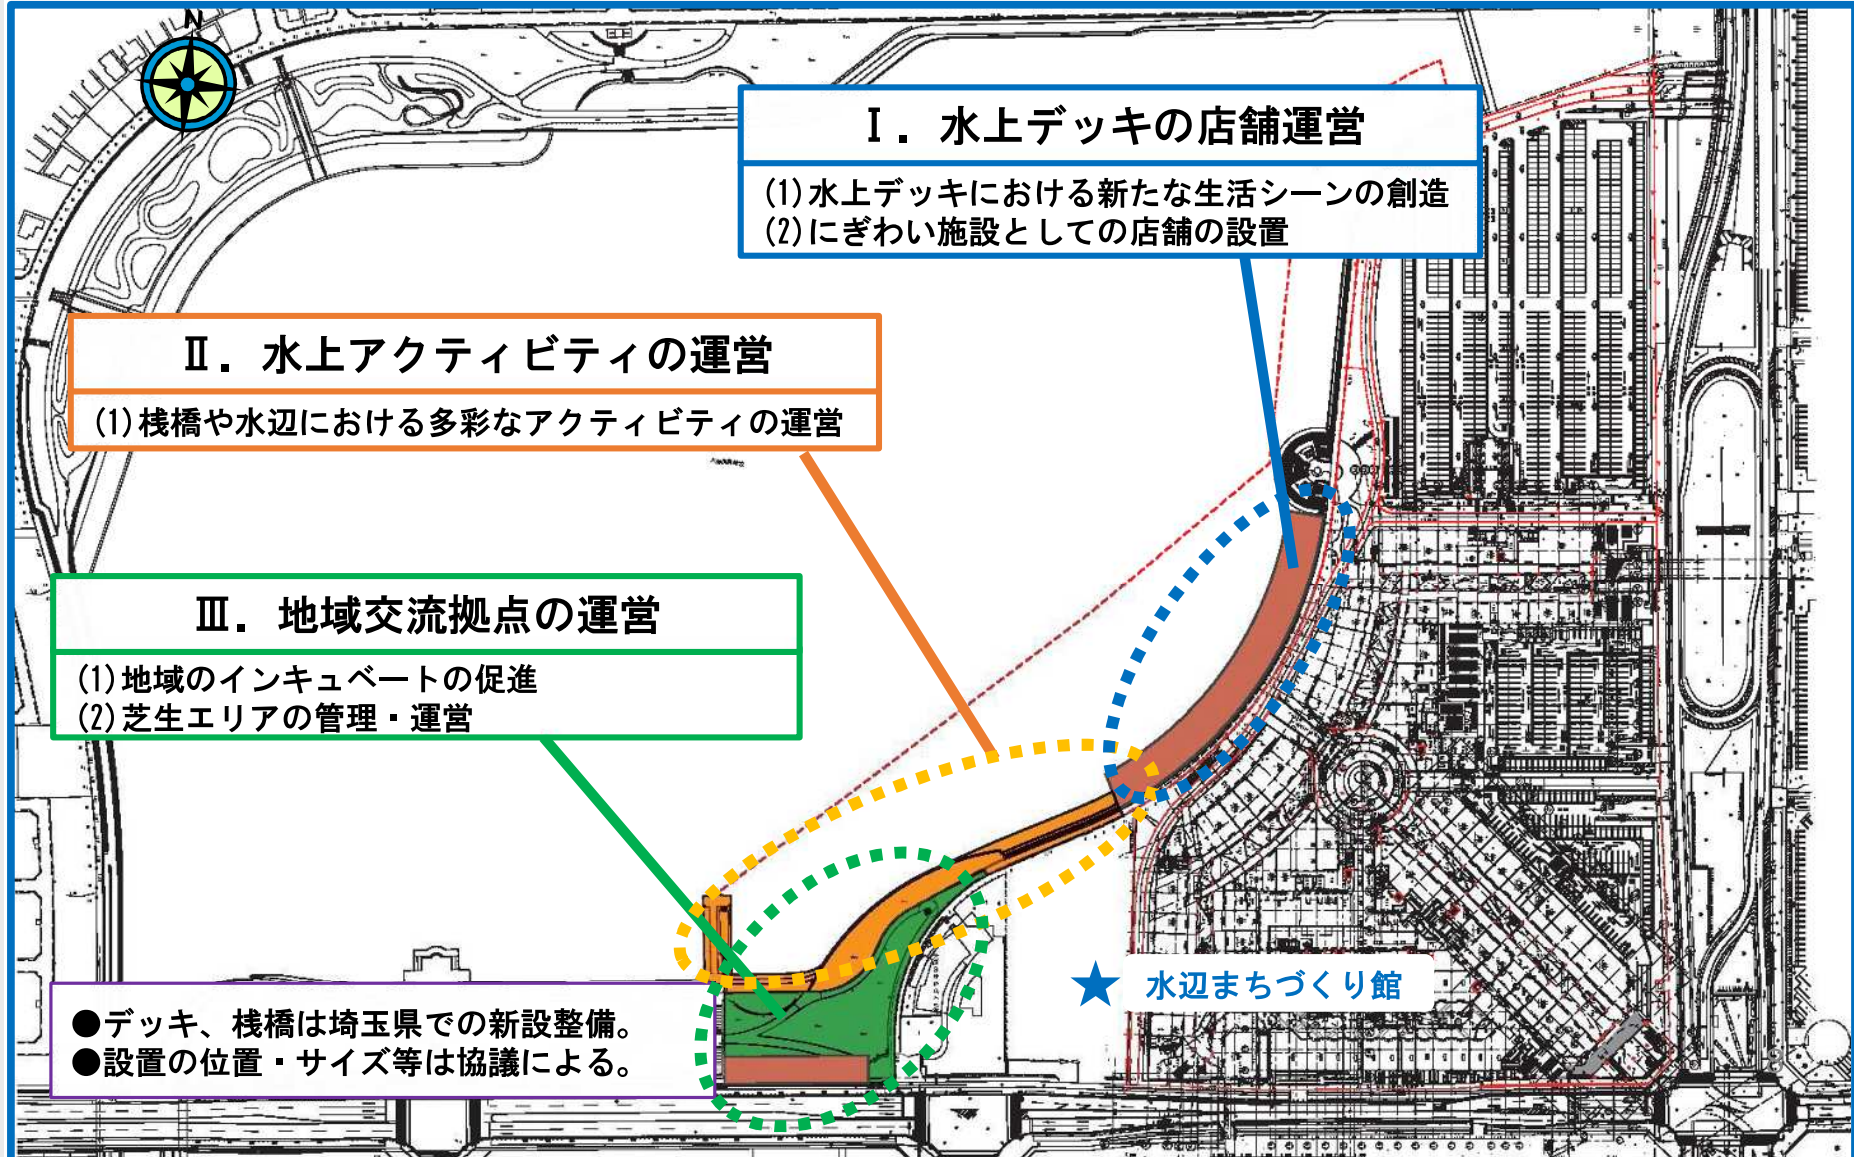 N
Ⅰ. 水上デッキの店舗運営
(1)水上デッキにおける新たな生活シーンの創造
(2)にぎわい施設としての店舗の設置
Ⅱ. 水上アクティビティの運営
(1)桟橋や水辺における多彩なアクティビティの運営
Ⅲ. 地域交流拠点の運営
(1)地域のインキュベートの促進
(2)芝生エリアの管理・運営
★ 水辺まちづくり館
●デッキ、桟橋は埼玉県での新設整備。
●設置の位置・サイズ等は協議による。